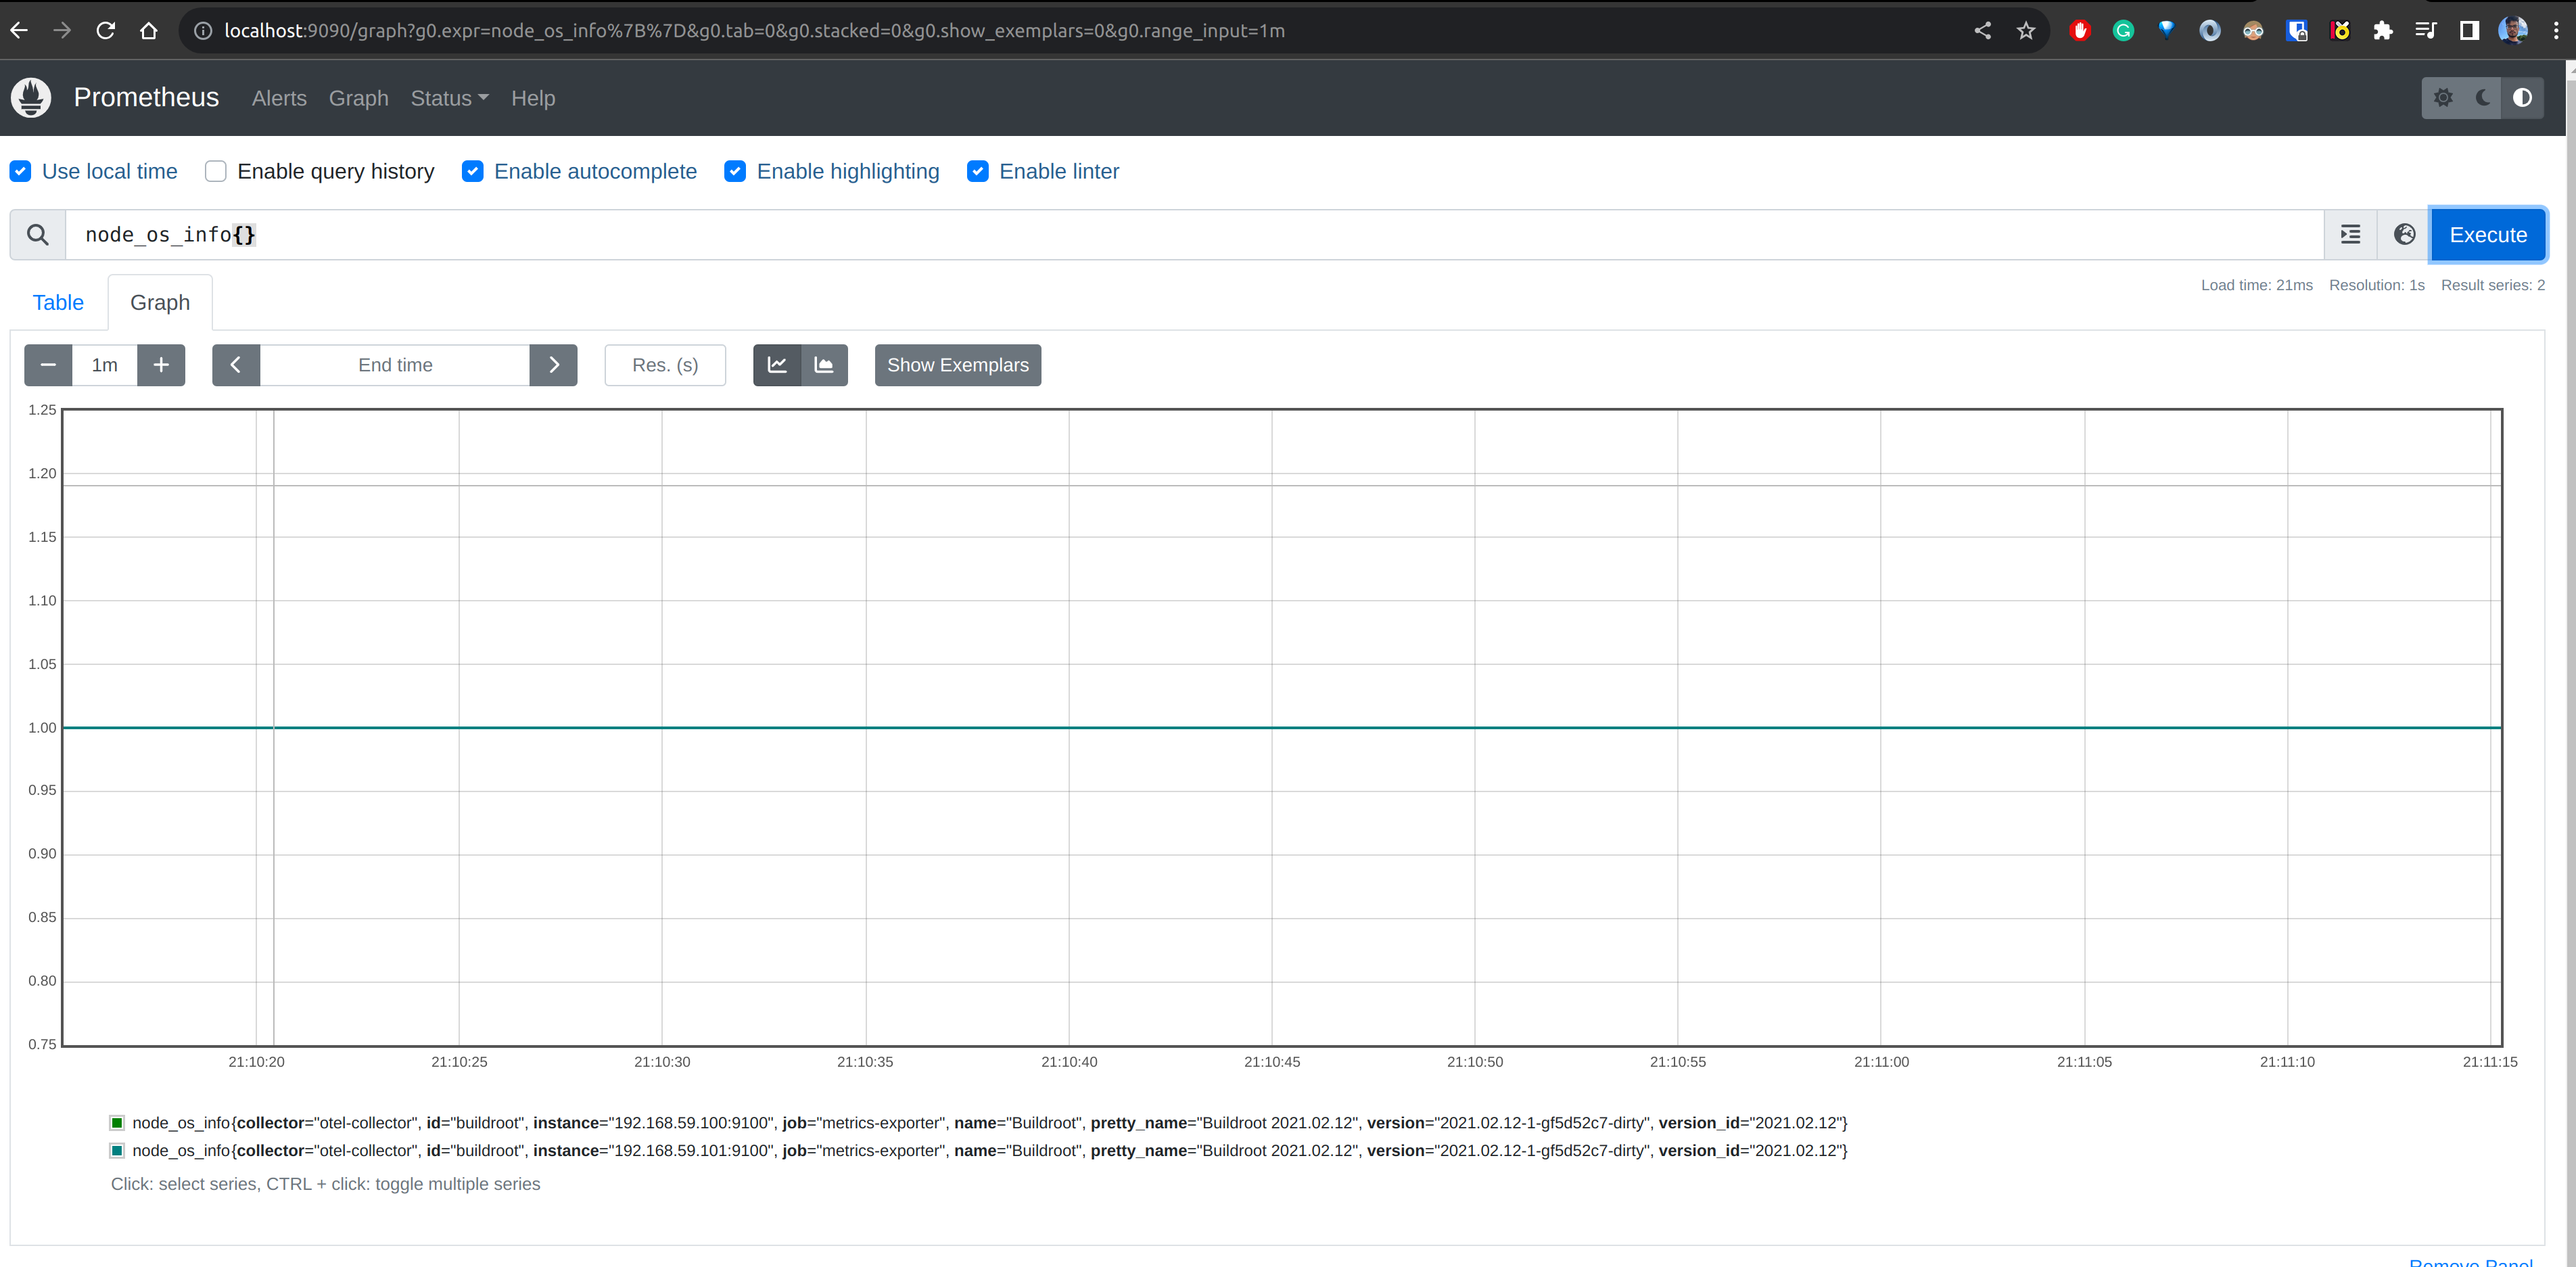 localhost:9090/graph?g0.expr=node_os_info%7B%7D&g0.tab=0&g0.stacked=0&g0.show_exemplars=0&g0.range_input=1m
Prometheus Alerts Graph Status Help
Use local time Enable query history Enable autocomplete Enable highlighting Enable linter
node_os_info{} Execute
Load time: 21ms Resolution: 1s Result series: 2
Table Graph
1m End time Res. (s) Show Exemplars
1.25
1.20
1.15
1.10
1.05
1.00
0.95
0.90
0.85
0.80
0.75
21:10:20 21:10:25 21:10:30 21:10:35 21:10:40 21:10:45 21:10:50 21:10:55 21:11:00 21:11:05 21:11:10 21:11:15
node_os_info{collector="otel-collector", id="buildroot", instance="192.168.59.100:9100", job="metrics-exporter", name="Buildroot", pretty_name="Buildroot 2021.02.12", version="2021.02.12-1-gf5d52c7-dirty", version_id="2021.02.12"}
node_os_info{collector="otel-collector", id="buildroot", instance="192.168.59.101:9100", job="metrics-exporter", name="Buildroot", pretty_name="Buildroot 2021.02.12", version="2021.02.12-1-gf5d52c7-dirty", version_id="2021.02.12"}
Click: select series, CTRL + click: toggle multiple series
Remove Panel